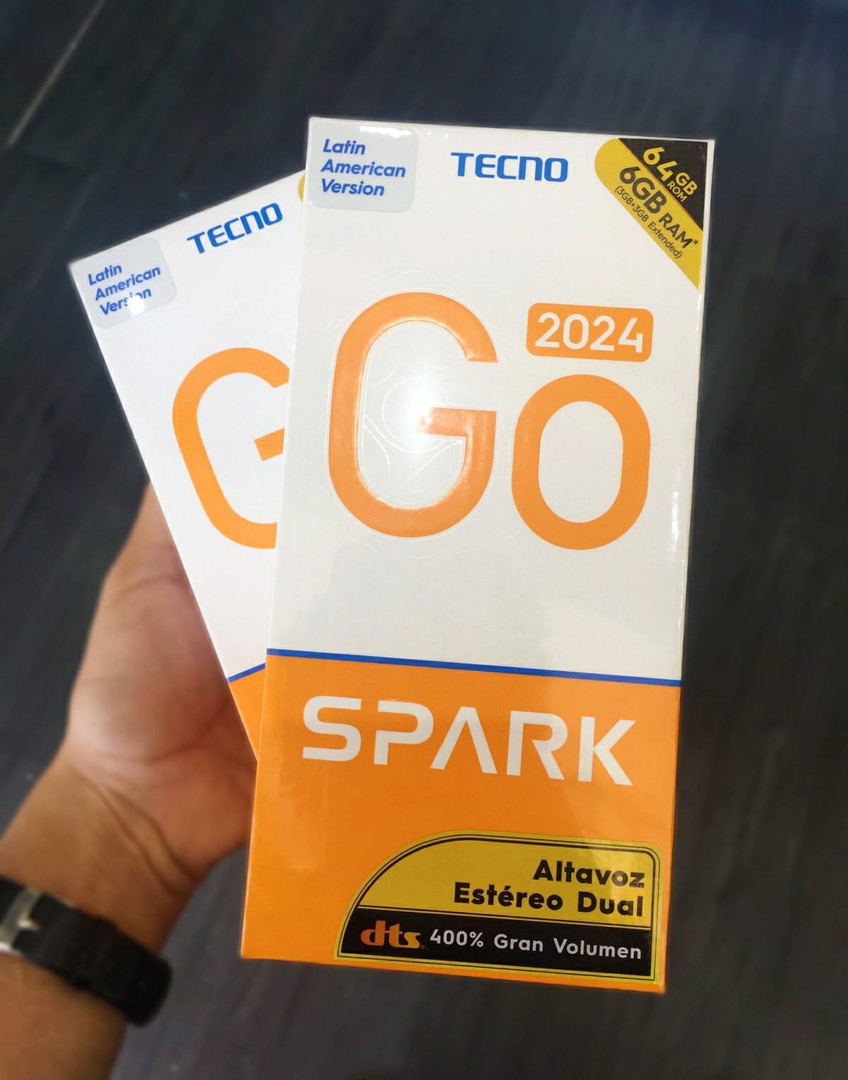 Latin
American
Version
TECNO
64GB
ROM
6GB RAM*
(3GB+3GB Extended)
2024
Go
SPARK
Altavoz
Estéreo Dual
dts 400% Gran Volumen
Latin
American
Version
TECNO
G